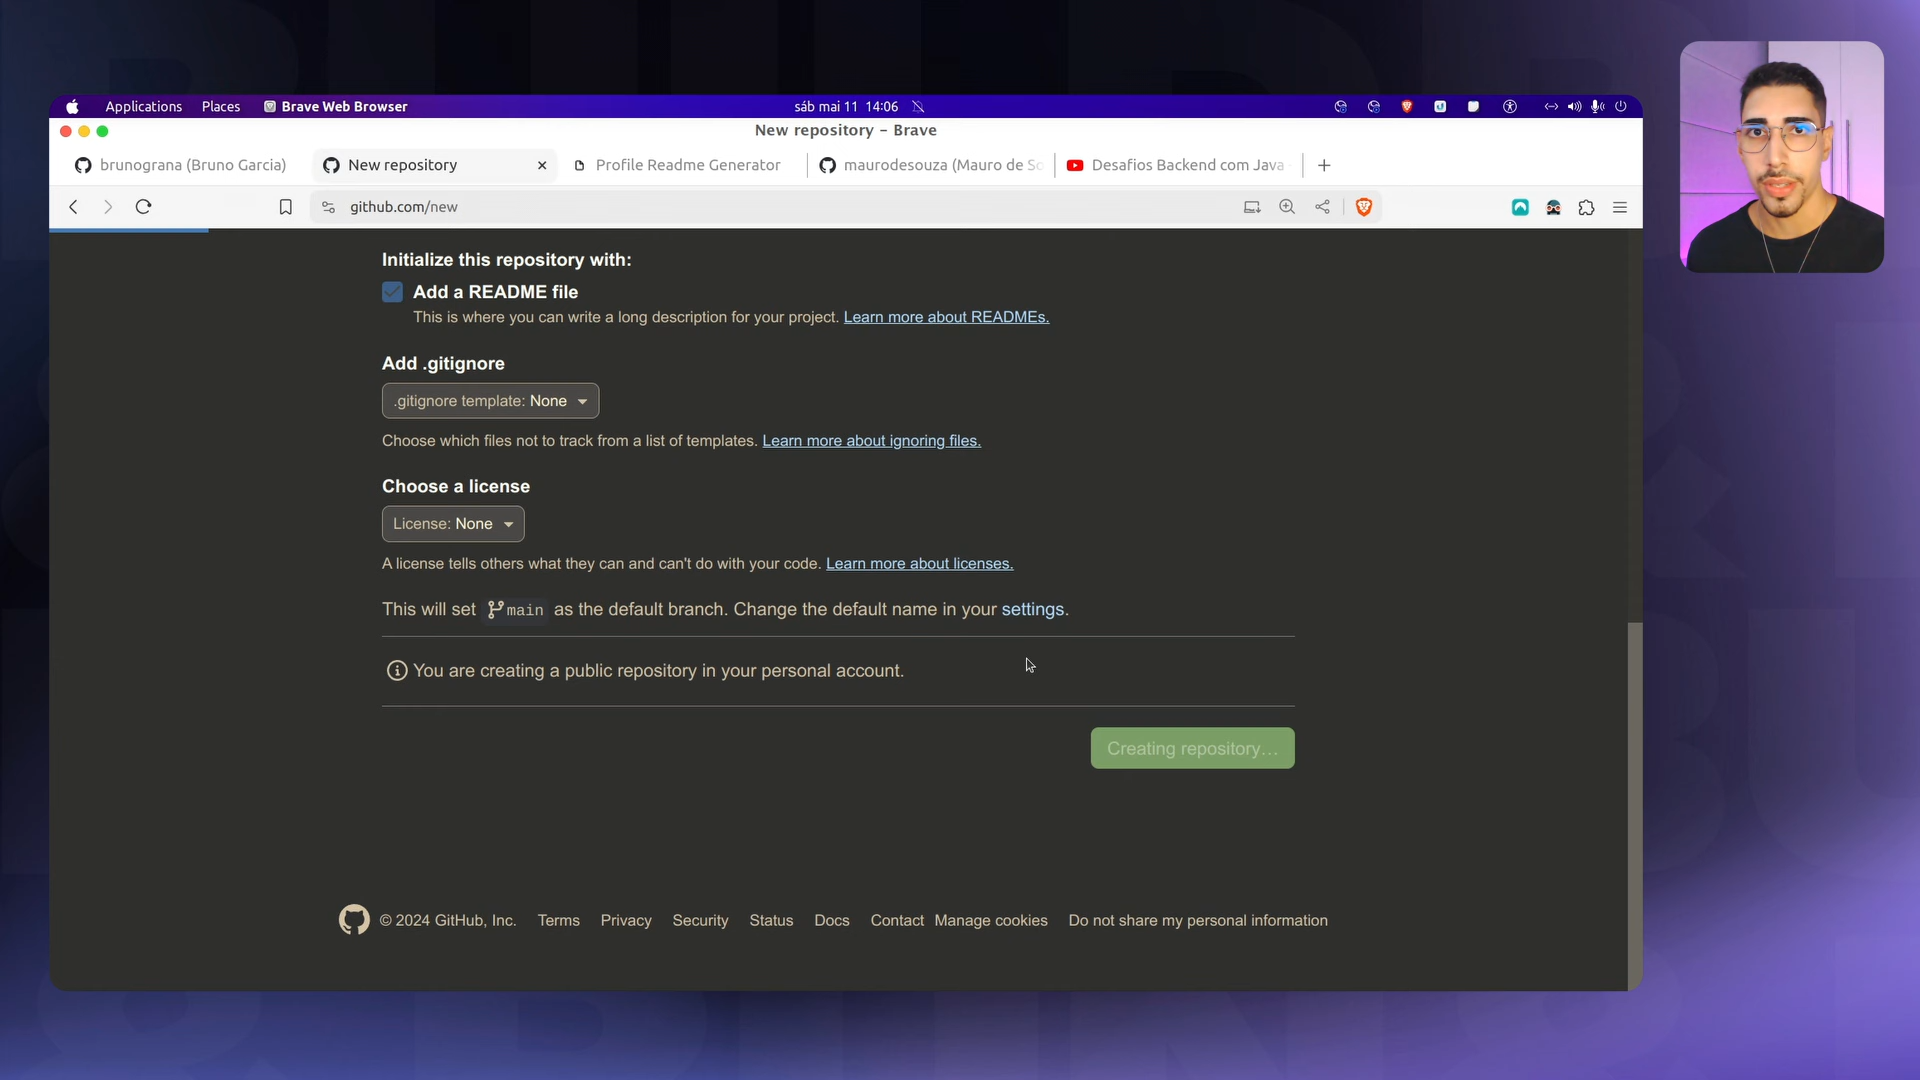 Applications Places Brave Web Browser sáb mai 11 14:06
New repository – Brave
brunograna (Bruno Garcia) New repository Profile Readme Generator maurodesouza (Mauro de So Desafios Backend com Java
github.com/new
Initialize this repository with:
Add a README file
This is where you can write a long description for your project. Learn more about READMEs.
Add .gitignore
.gitignore template: None
Choose which files not to track from a list of templates. Learn more about ignoring files.
Choose a license
License: None
A license tells others what they can and can't do with your code. Learn more about licenses.
This will set main as the default branch. Change the default name in your settings.
You are creating a public repository in your personal account.
Creating repository…
© 2024 GitHub, Inc. Terms Privacy Security Status Docs Contact Manage cookies Do not share my personal information